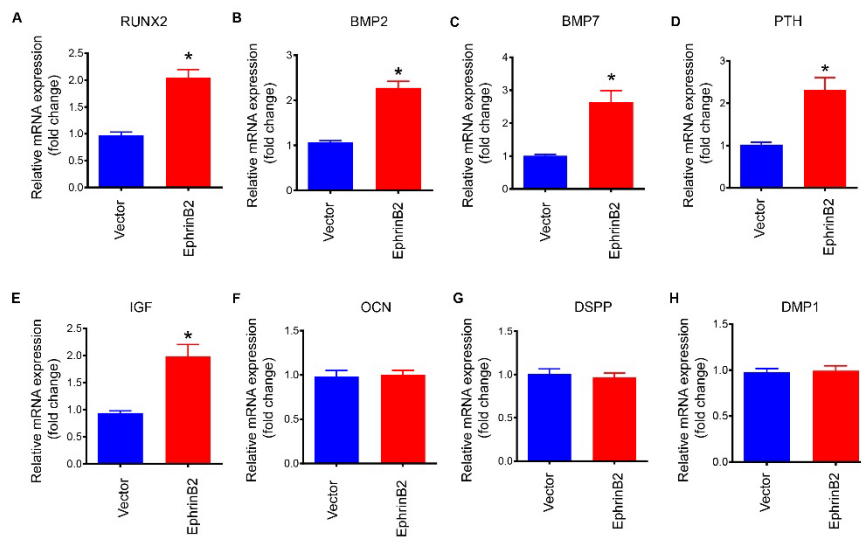 A RUNX2
Relative mRNA expression
(fold change)
2.5
2.0
1.5
1.0
0.5
0.0
*
Vector
EphrinB2
B BMP2
Relative mRNA expression
(fold change)
3
2
1
0
*
Vector
EphrinB2
C BMP7
Relative mRNA expression
(fold change)
4
3
2
1
0
*
Vector
EphrinB2
D PTH
Relative mRNA expression
(fold change)
3
2
1
0
*
Vector
EphrinB2
E IGF
Relative mRNA expression
(fold change)
2.5
2.0
1.5
1.0
0.5
0.0
*
Vector
EphrinB2
F OCN
Relative mRNA expression
(fold change)
1.5
1.0
0.5
0.0
Vector
EphrinB2
G DSPP
Relative mRNA expression
(fold change)
1.5
1.0
0.5
0.0
Vector
EphrinB2
H DMP1
Relative mRNA expression
(fold change)
1.5
1.0
0.5
0.0
Vector
EphrinB2